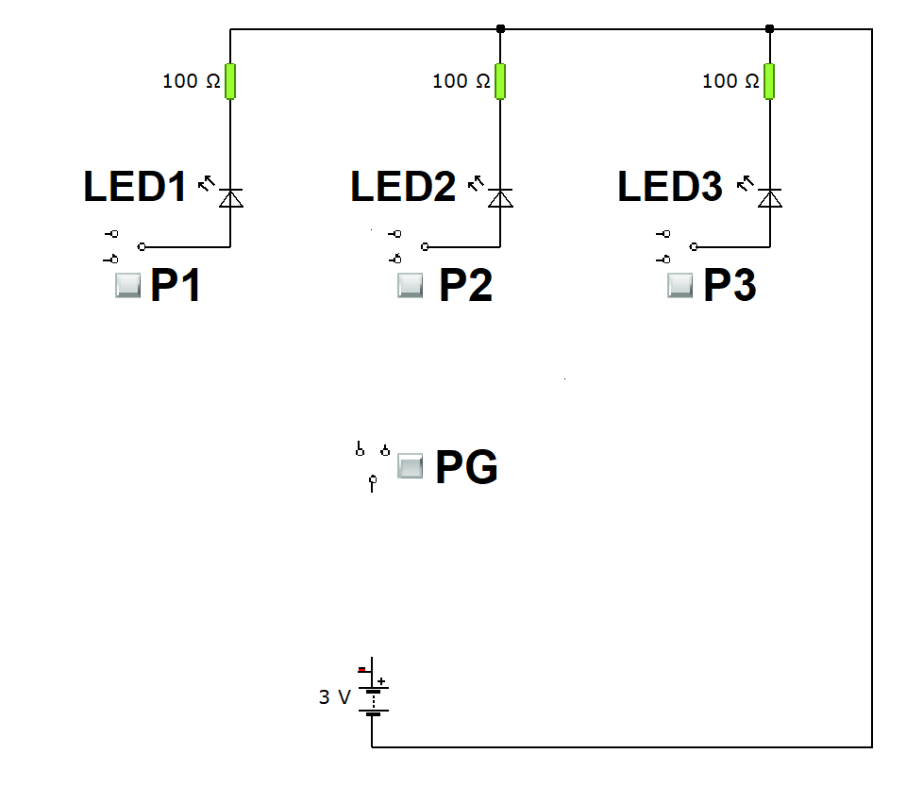 100 Ω 100 Ω 100 Ω
LED1 LED2 LED3
P1 P2 P3
PG
+
3 V